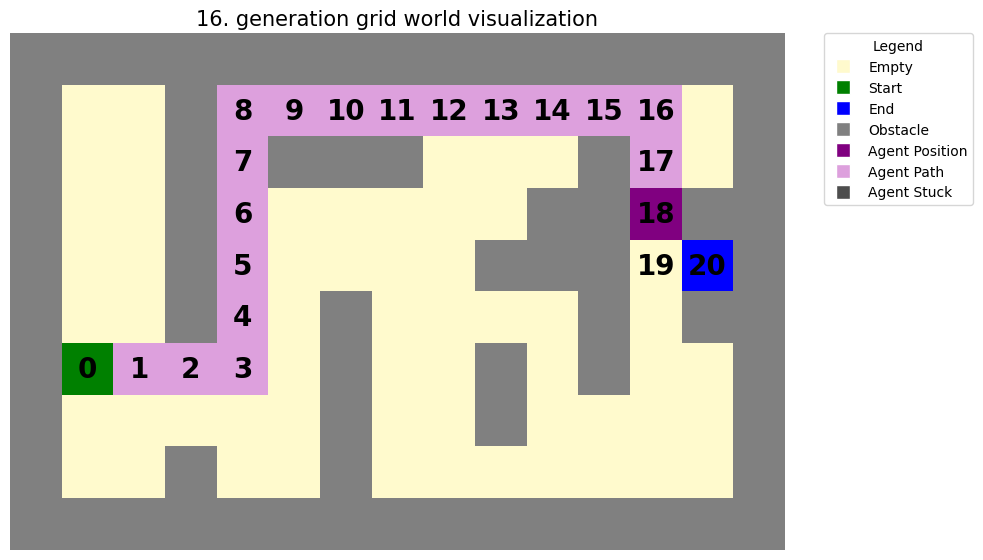 16. generation grid world visualization
Legend
Empty
Start
End
Obstacle
Agent Position
Agent Path
Agent Stuck
8 9 10 11 12 13 14 15 16
7 17
6 18
5 19 20
4
0 1 2 3